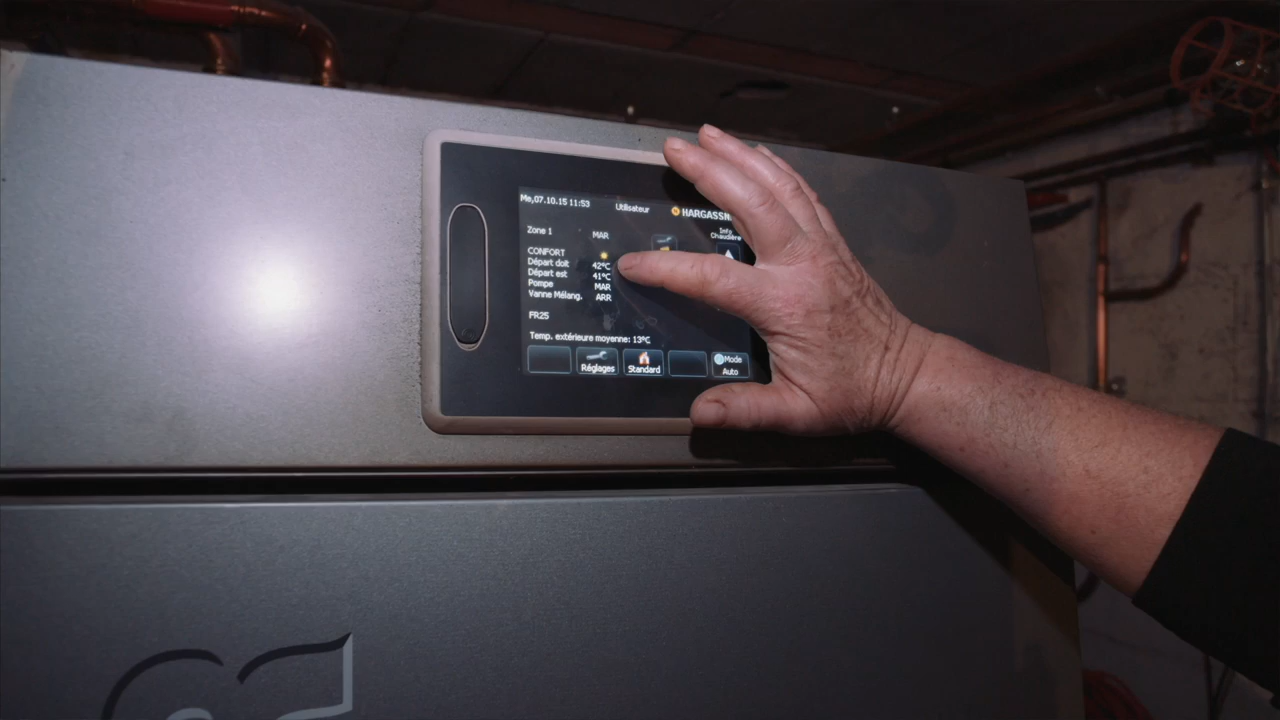 Me,07.10.15 11:53 Utilisateur HARGASSN
Zone 1 MAR
Info
Chaudière
CONFORT
Départ doit 42°C
Départ est 41°C
Pompe MAR
Vanne Mélang. ARR
FR25
Temp. extérieure moyenne: 13°C
Réglages Standard Mode
Auto